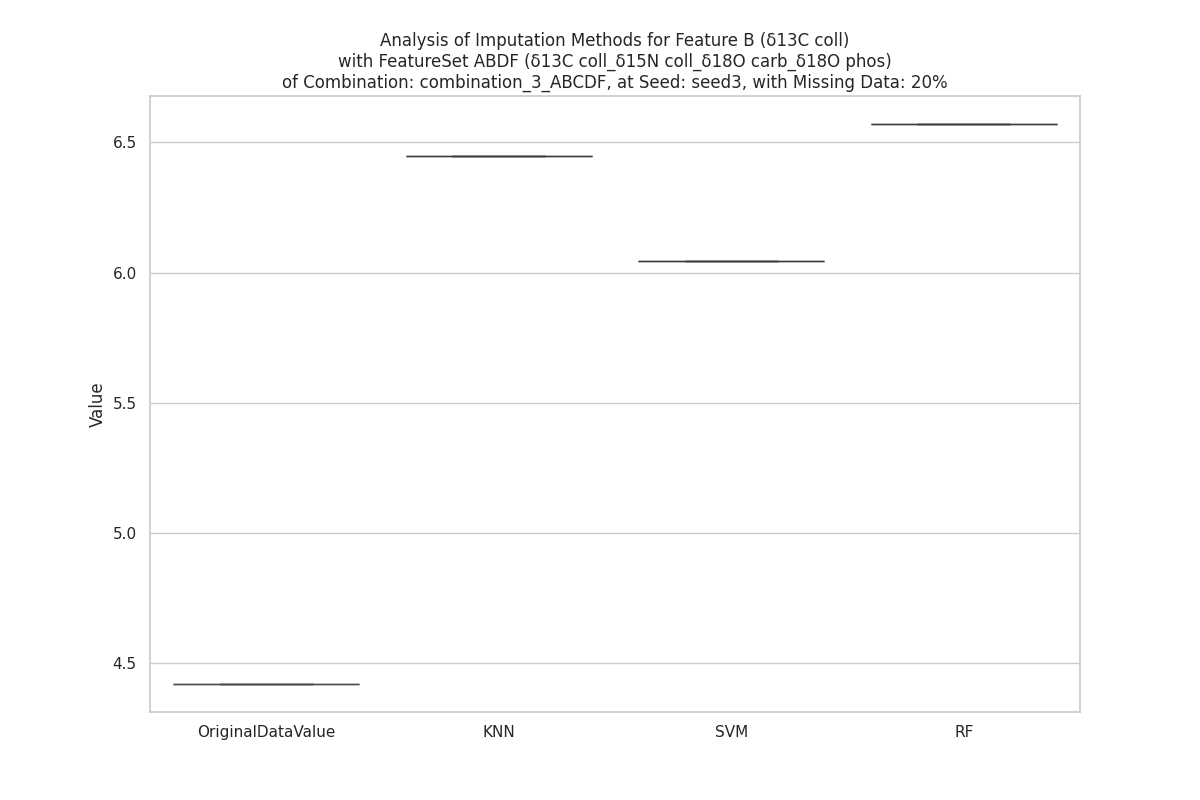 Analysis of Imputation Methods for Feature B (δ13C coll)
with FeatureSet ABDF (δ13C coll_δ15N coll_δ18O carb_δ18O phos)
of Combination: combination_3_ABCDF, at Seed: seed3, with Missing Data: 20%
6.5
6.0
5.5
5.0
4.5
Value
OriginalDataValue KNN SVM RF